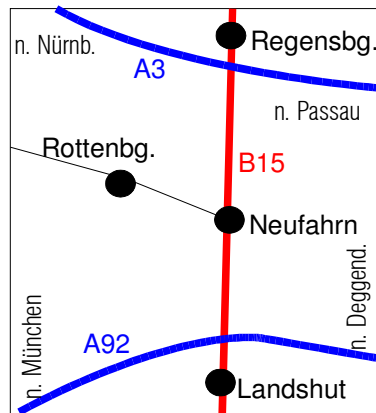 Regensbg.
n. Nürnb.
A3
n. Passau
Rottenbg.
B15
Neufahrn
n. München
A92
n. Deggend.
Landshut